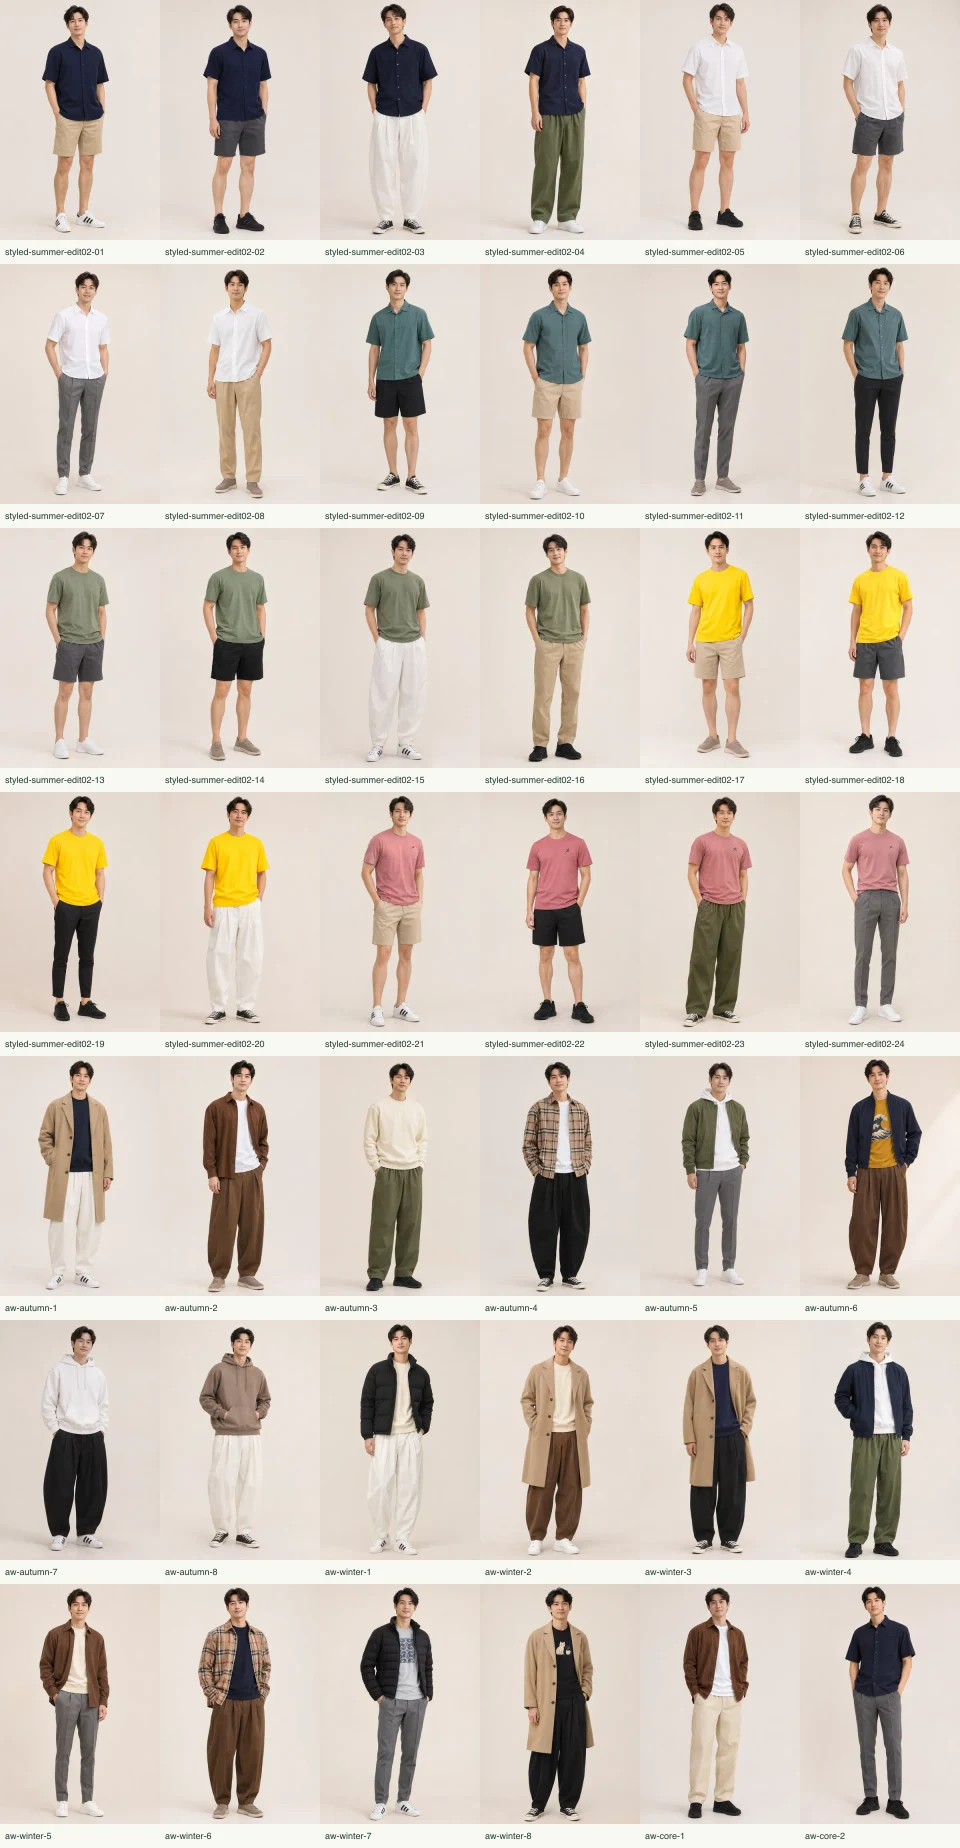 styled-summer-edit02-01
styled-summer-edit02-02
styled-summer-edit02-03
styled-summer-edit02-04
styled-summer-edit02-05
styled-summer-edit02-06
styled-summer-edit02-07
styled-summer-edit02-08
styled-summer-edit02-09
styled-summer-edit02-10
styled-summer-edit02-11
styled-summer-edit02-12
styled-summer-edit02-13
styled-summer-edit02-14
styled-summer-edit02-15
styled-summer-edit02-16
styled-summer-edit02-17
styled-summer-edit02-18
styled-summer-edit02-19
styled-summer-edit02-20
styled-summer-edit02-21
styled-summer-edit02-22
styled-summer-edit02-23
styled-summer-edit02-24
aw-autumn-1
aw-autumn-2
aw-autumn-3
aw-autumn-4
aw-autumn-5
aw-autumn-6
aw-autumn-7
aw-autumn-8
aw-winter-1
aw-winter-2
aw-winter-3
aw-winter-4
aw-winter-5
aw-winter-6
aw-winter-7
aw-winter-8
aw-core-1
aw-core-2